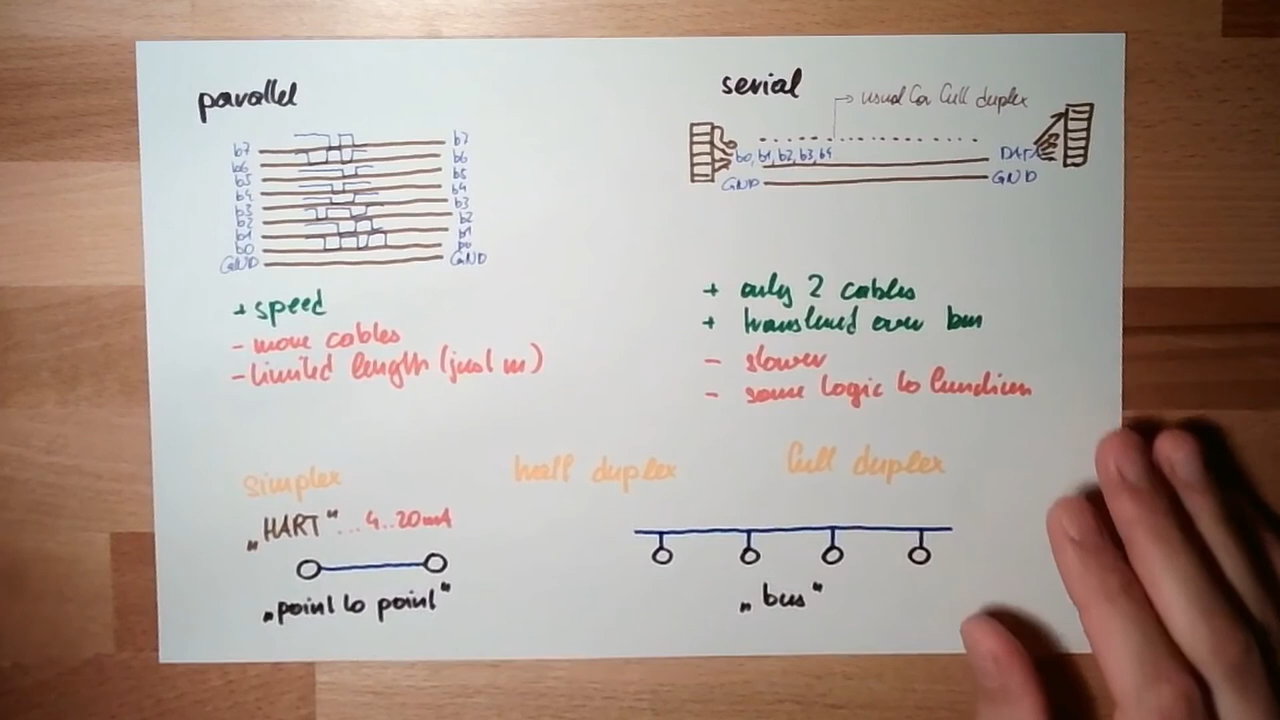 parallel
b7 b7
b6 b6
b5 b5
b4 b4
b3 b3
b2 b2
b1 b1
b0 b0
GND GND
+ speed
- more cables
- limited length (just m)
serial
usual for full duplex
b0, b1, b2, b3, b4 DATA
GND GND
+ only 2 cables
+ transfered over bus
- slower
- some logic to function
simplex half duplex full duplex
„HART“ ... 4..20mA
„point to point“
„bus“